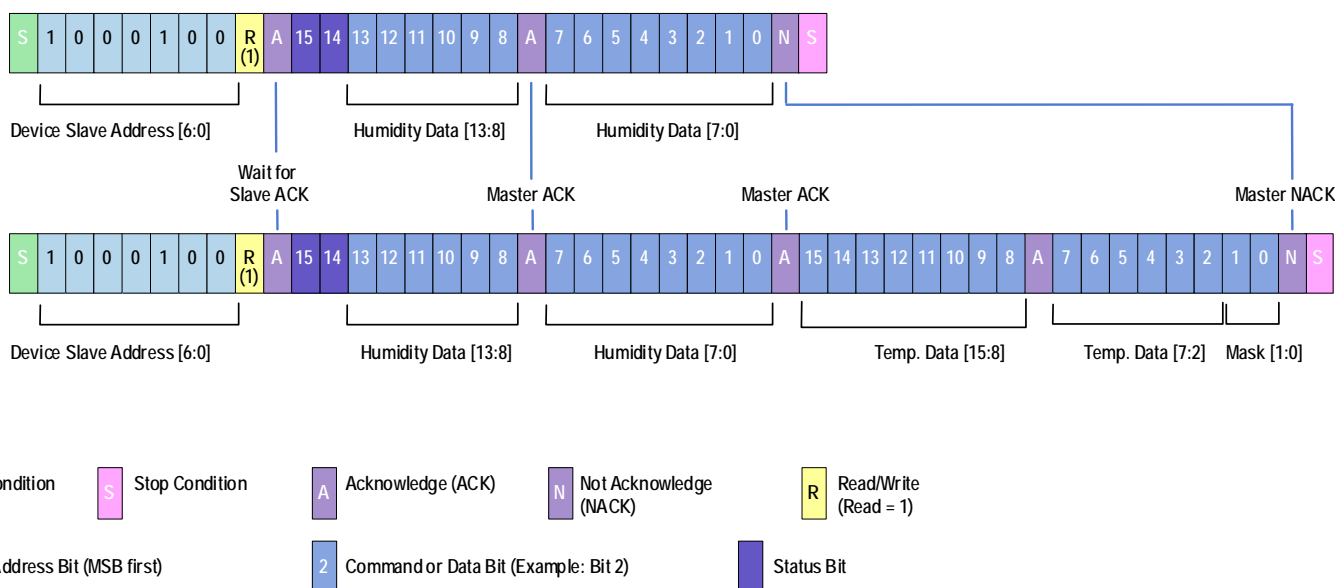 S 1 0 0 0 1 0 0 R (1) A 15 14 13 12 11 10 9 8 A 7 6 5 4 3 2 1 0 N S
Device Slave Address [6:0] Humidity Data [13:8] Humidity Data [7:0]
Wait for
Slave ACK Master ACK Master ACK Master NACK
S 1 0 0 0 1 0 0 R (1) A 15 14 13 12 11 10 9 8 A 7 6 5 4 3 2 1 0 A 15 14 13 12 11 10 9 8 A 7 6 5 4 3 2 1 0 N S
Device Slave Address [6:0] Humidity Data [13:8] Humidity Data [7:0] Temp. Data [15:8] Temp. Data [7:2] Mask [1:0]
S Stop Condition A Acknowledge (ACK) N Not Acknowledge
(NACK)
R Read/Write
(Read = 1)
Bit (MSB first) 2 Command or Data Bit (Example: Bit 2) Status Bit